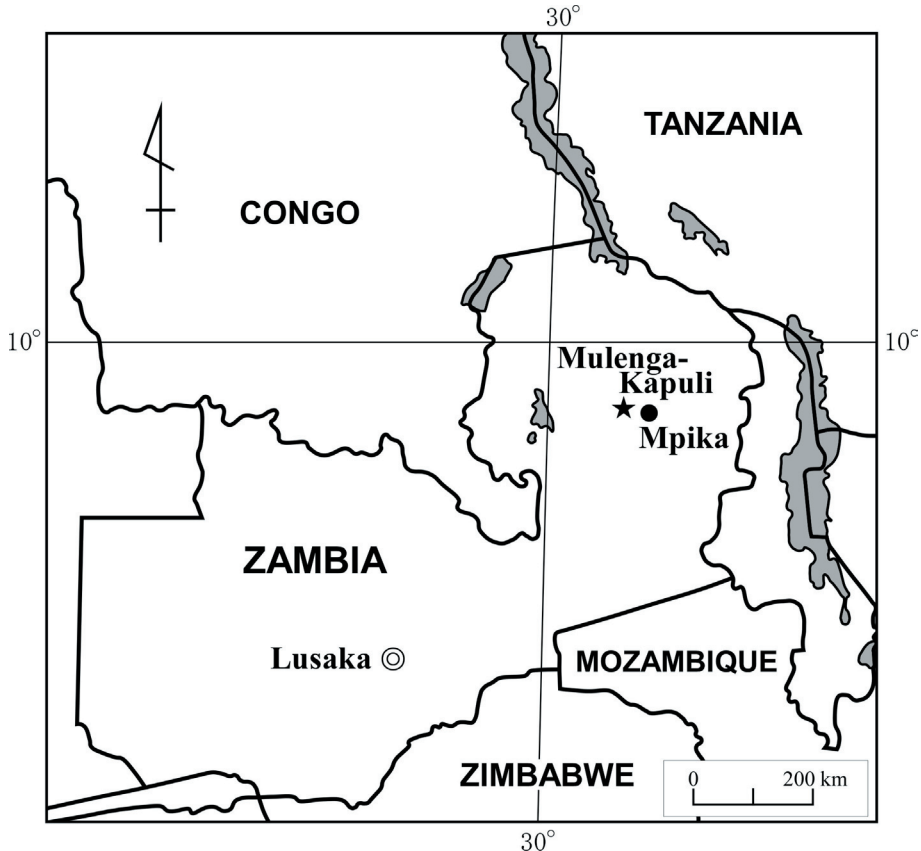 30°
TANZANIA
CONGO
10°
10°
Mulenga-
Kapuli
Mpika
ZAMBIA
Lusaka
MOZAMBIQUE
ZIMBABWE
0 200 km
30°